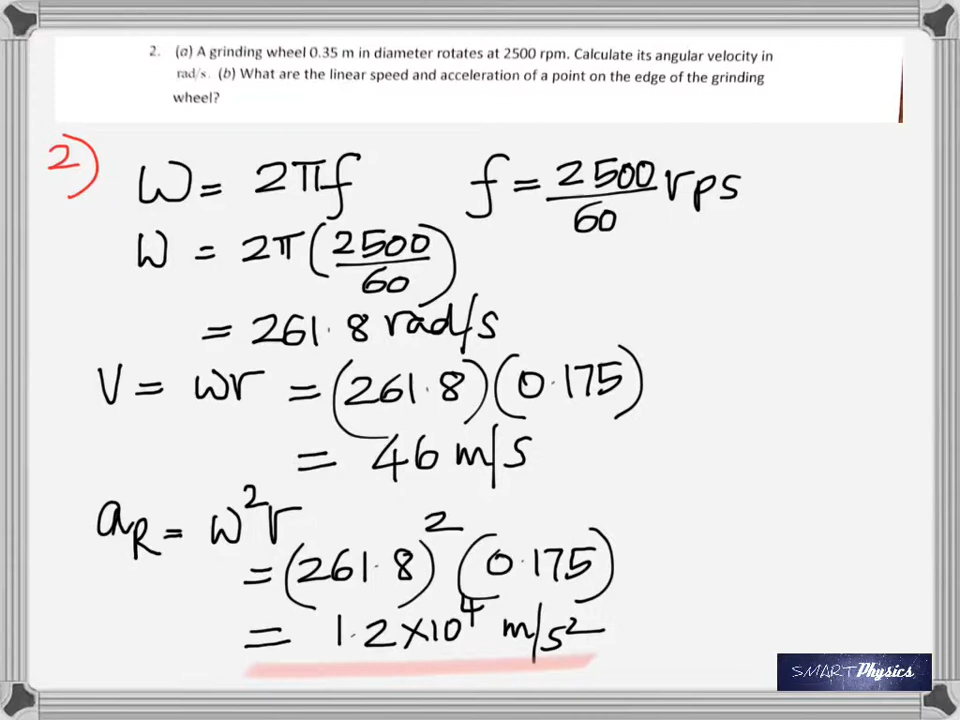 2. (a) A grinding wheel 0.35 m in diameter rotates at 2500 rpm. Calculate its angular velocity in
rad/s. (b) What are the linear speed and acceleration of a point on the edge of the grinding
wheel?
2)
W = 2πf f = 2500/60 rps
W = 2π(2500/60)
= 261.8 rad/s
V = wr = (261.8)(0.175)
= 46 m/s
a_R = w²r
= (261.8)²(0.175)
= 1.2×10⁴ m/s²
SMART Physics